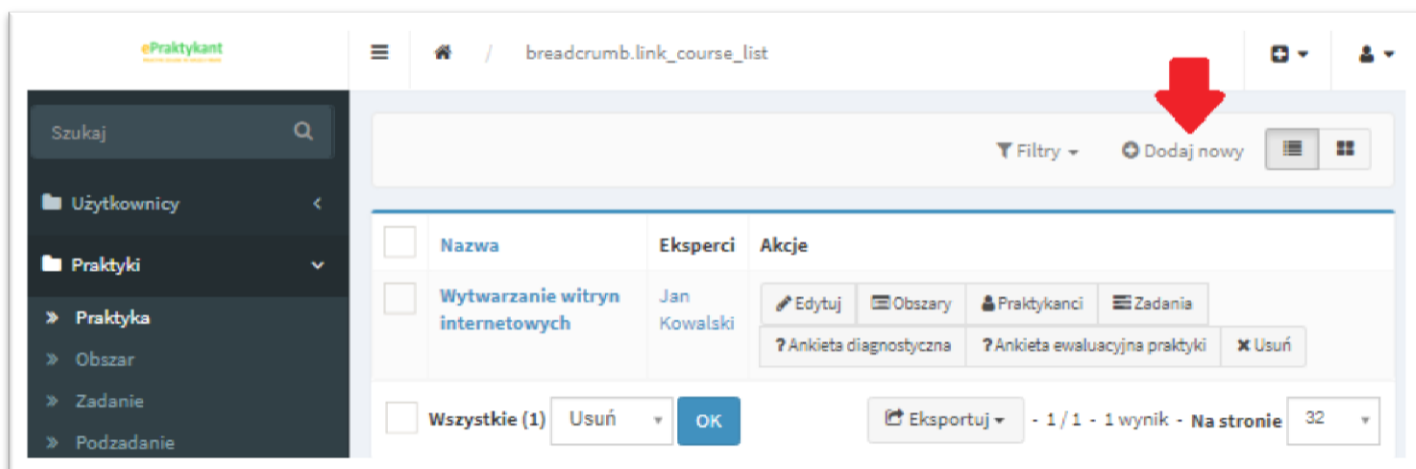 ePraktykant
/ breadcrumb.link_course_list
Szukaj
Użytkownicy
Praktyki
Praktyka
Obszar
Zadanie
Podzadanie
Filtry
Dodaj nowy
Nazwa Eksperci Akcje
Wytwarzanie witryn
internetowych
Jan
Kowalski
Edytuj Obszary Praktykanci Zadania
? Ankieta diagnostyczna ? Ankieta ewaluacyjna praktyki Usuń
Wszystkie (1) Usuń OK Eksportuj - 1 / 1 - 1 wynik - Na stronie 32